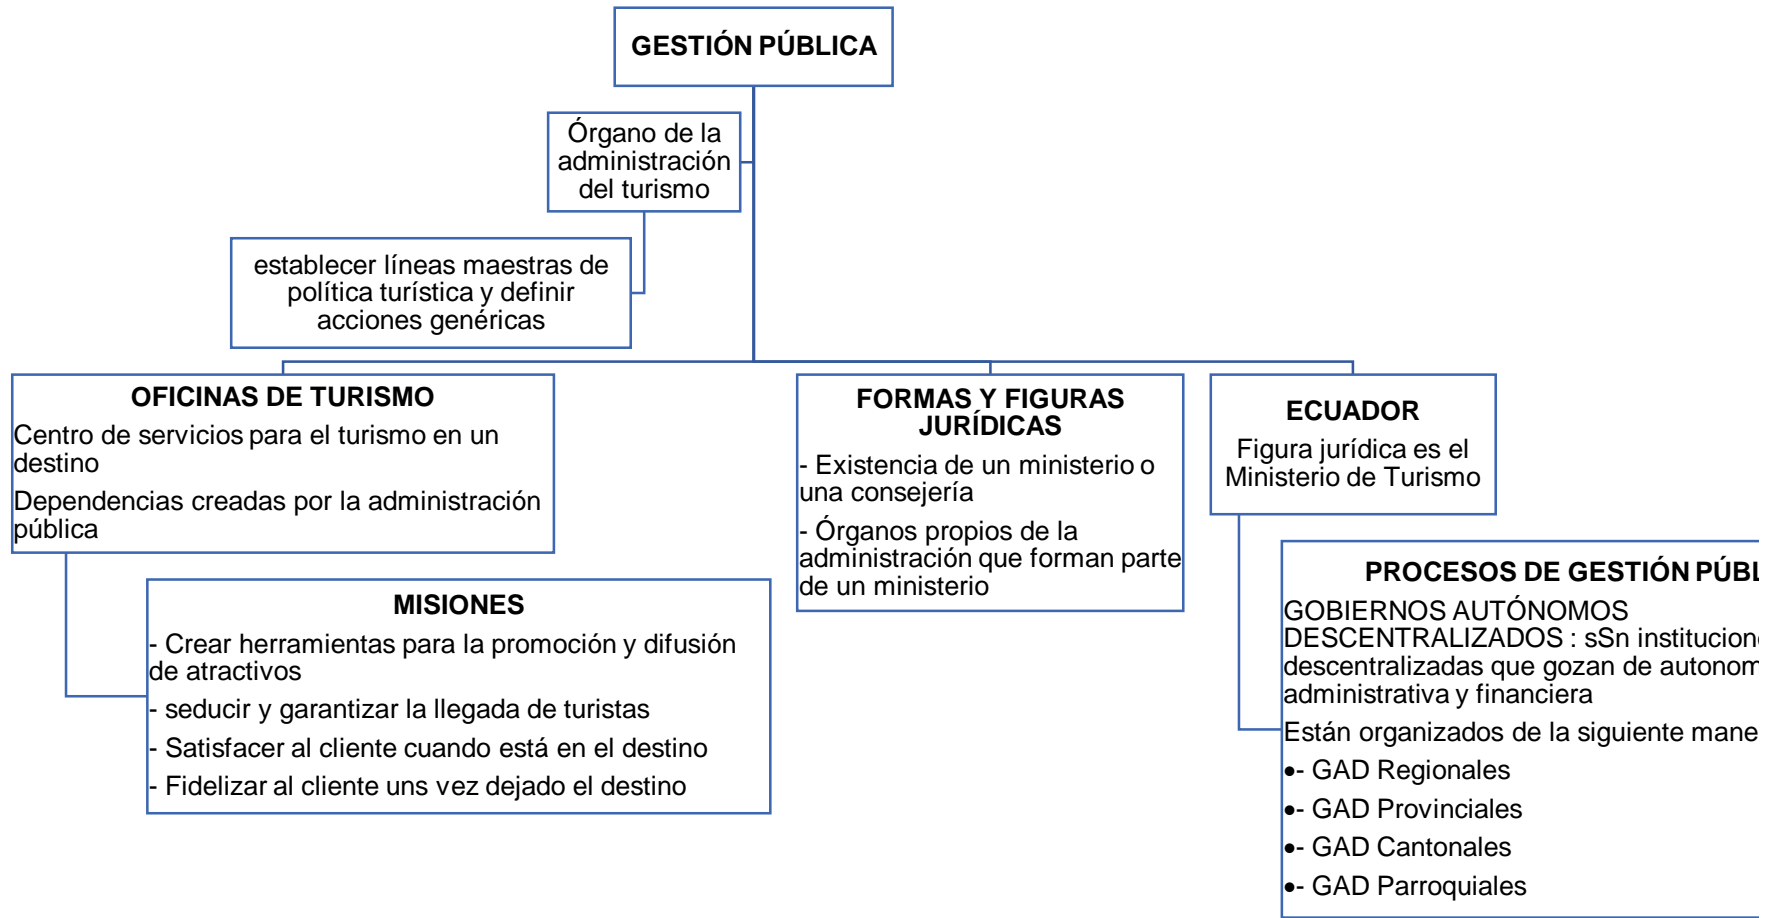 GESTIÓN PÚBLICA
Órgano de la
administración
del turismo
establecer líneas maestras de
política turística y definir
acciones genéricas
OFICINAS DE TURISMO
Centro de servicios para el turismo en un
destino
Dependencias creadas por la administración
pública
MISIONES
- Crear herramientas para la promoción y difusión
de atractivos
- seducir y garantizar la llegada de turistas
- Satisfacer al cliente cuando está en el destino
- Fidelizar al cliente uns vez dejado el destino
FORMAS Y FIGURAS
JURÍDICAS
- Existencia de un ministerio o
una consejería
- Órganos propios de la
administración que forman parte
de un ministerio
ECUADOR
Figura jurídica es el
Ministerio de Turismo
PROCESOS DE GESTIÓN
GOBIERNOS AUTÓNOMOS
DESCENTRALIZADOS : sSn
descentralizadas que gozan de
administrativa y financiera
Están organizados de la siguiente
•- GAD Regionales
•- GAD Provinciales
•- GAD Cantonales
•- GAD Parroquiales